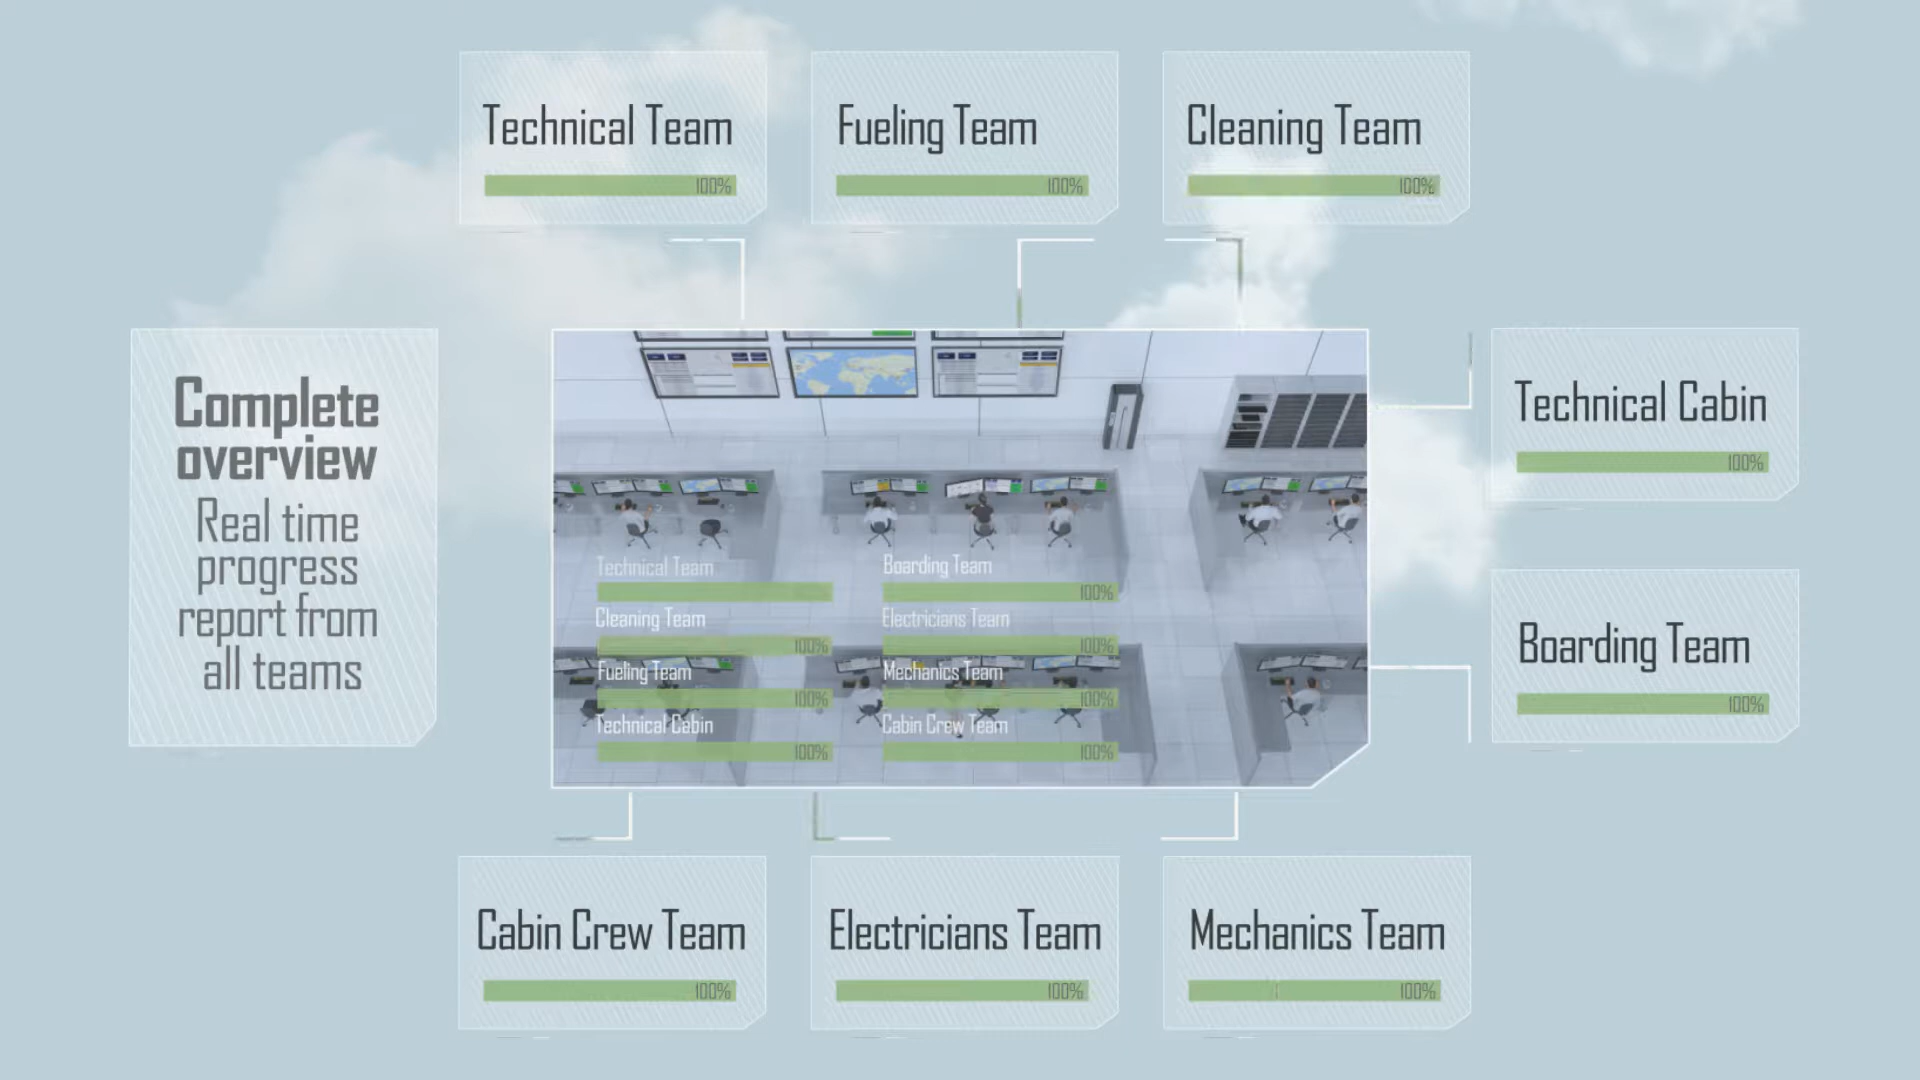 Technical Team
100%
Fueling Team
100%
Cleaning Team
100%
Complete
overview
Real time
progress
report from
all teams
Technical Team
Cleaning Team
100%
Fueling Team
100%
Technical Cabin
100%
Boarding Team
100%
Electricians Team
100%
Mechanics Team
100%
Cabin Crew Team
100%
Technical Cabin
100%
Boarding Team
100%
Cabin Crew Team
100%
Electricians Team
100%
Mechanics Team
100%